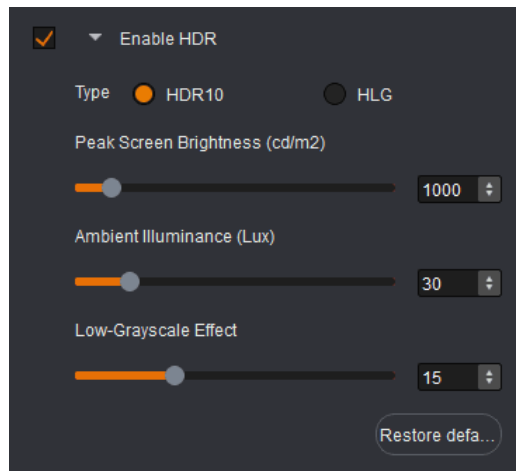 Enable HDR
Type HDR10 HLG
Peak Screen Brightness (cd/m2)
1000
Ambient Illuminance (Lux)
30
Low-Grayscale Effect
15
Restore defa...